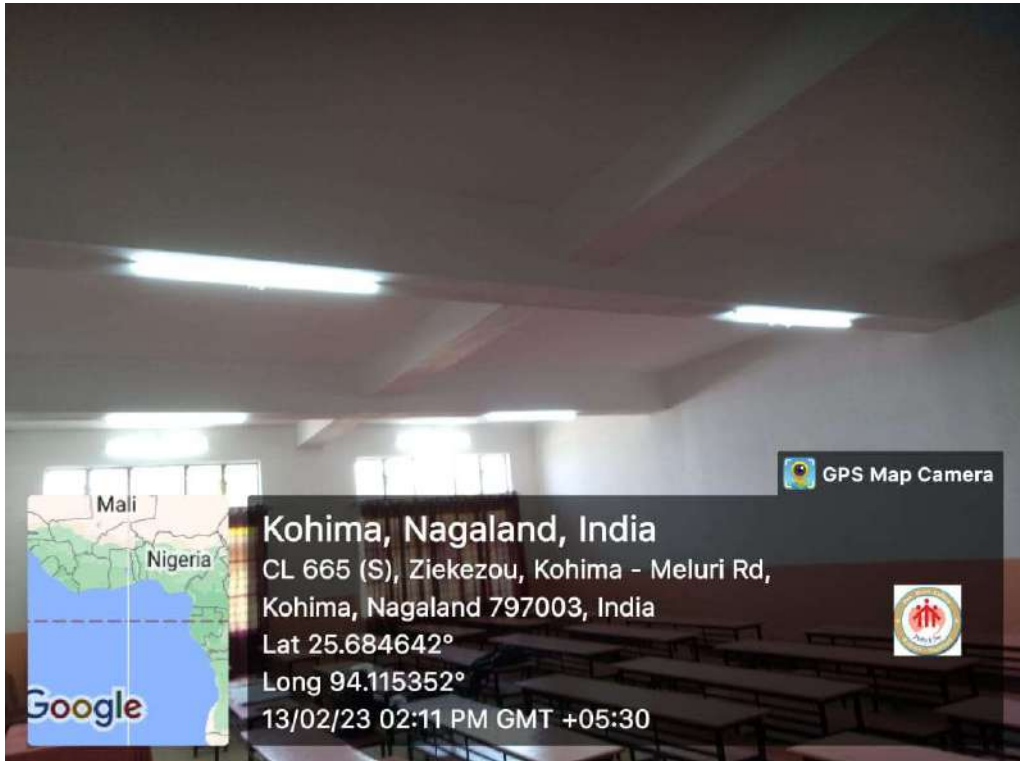 GPS Map Camera
Mali
Nigeria
Google
Kohima, Nagaland, India
CL 665 (S), Ziekezou, Kohima - Meluri Rd,
Kohima, Nagaland 797003, India
Lat 25.684642°
Long 94.115352°
13/02/23 02:11 PM GMT +05:30